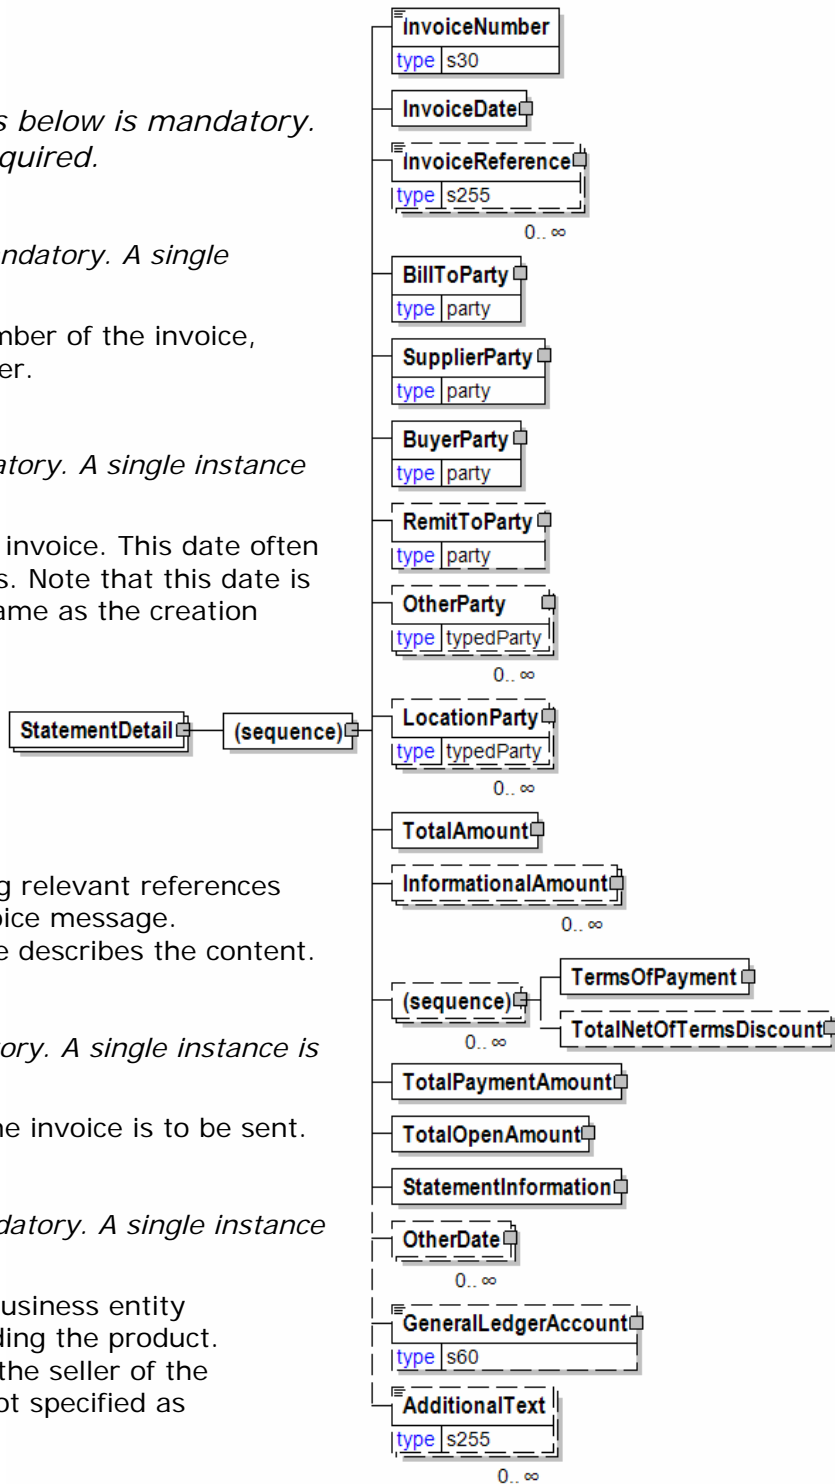 InvoiceNumber
type s30
InvoiceDate
s below is mandatory.
quired.
InvoiceReference
type s255
0.. ∞
ndatory. A single
BillToParty
type party
mber of the invoice,
er.
SupplierParty
type party
BuyerParty
type party
atory. A single instance
RemitToParty
type party
invoice. This date often
s. Note that this date is
ame as the creation
OtherParty
type typedParty
0.. ∞
StatementDetail
(sequence)
LocationParty
type typedParty
0.. ∞
TotalAmount
g relevant references
oice message.
e describes the content.
InformationalAmount
0.. ∞
(sequence)
0.. ∞
TermsOfPayment
TotalNetOfTermsDiscount
ory. A single instance is
TotalPaymentAmount
ne invoice is to be sent.
TotalOpenAmount
StatementInformation
datory. A single instance
OtherDate
0.. ∞
usiness entity
ding the product.
the seller of the
ot specified as
GeneralLedgerAccount
type s60
AdditionalText
type s255
0.. ∞